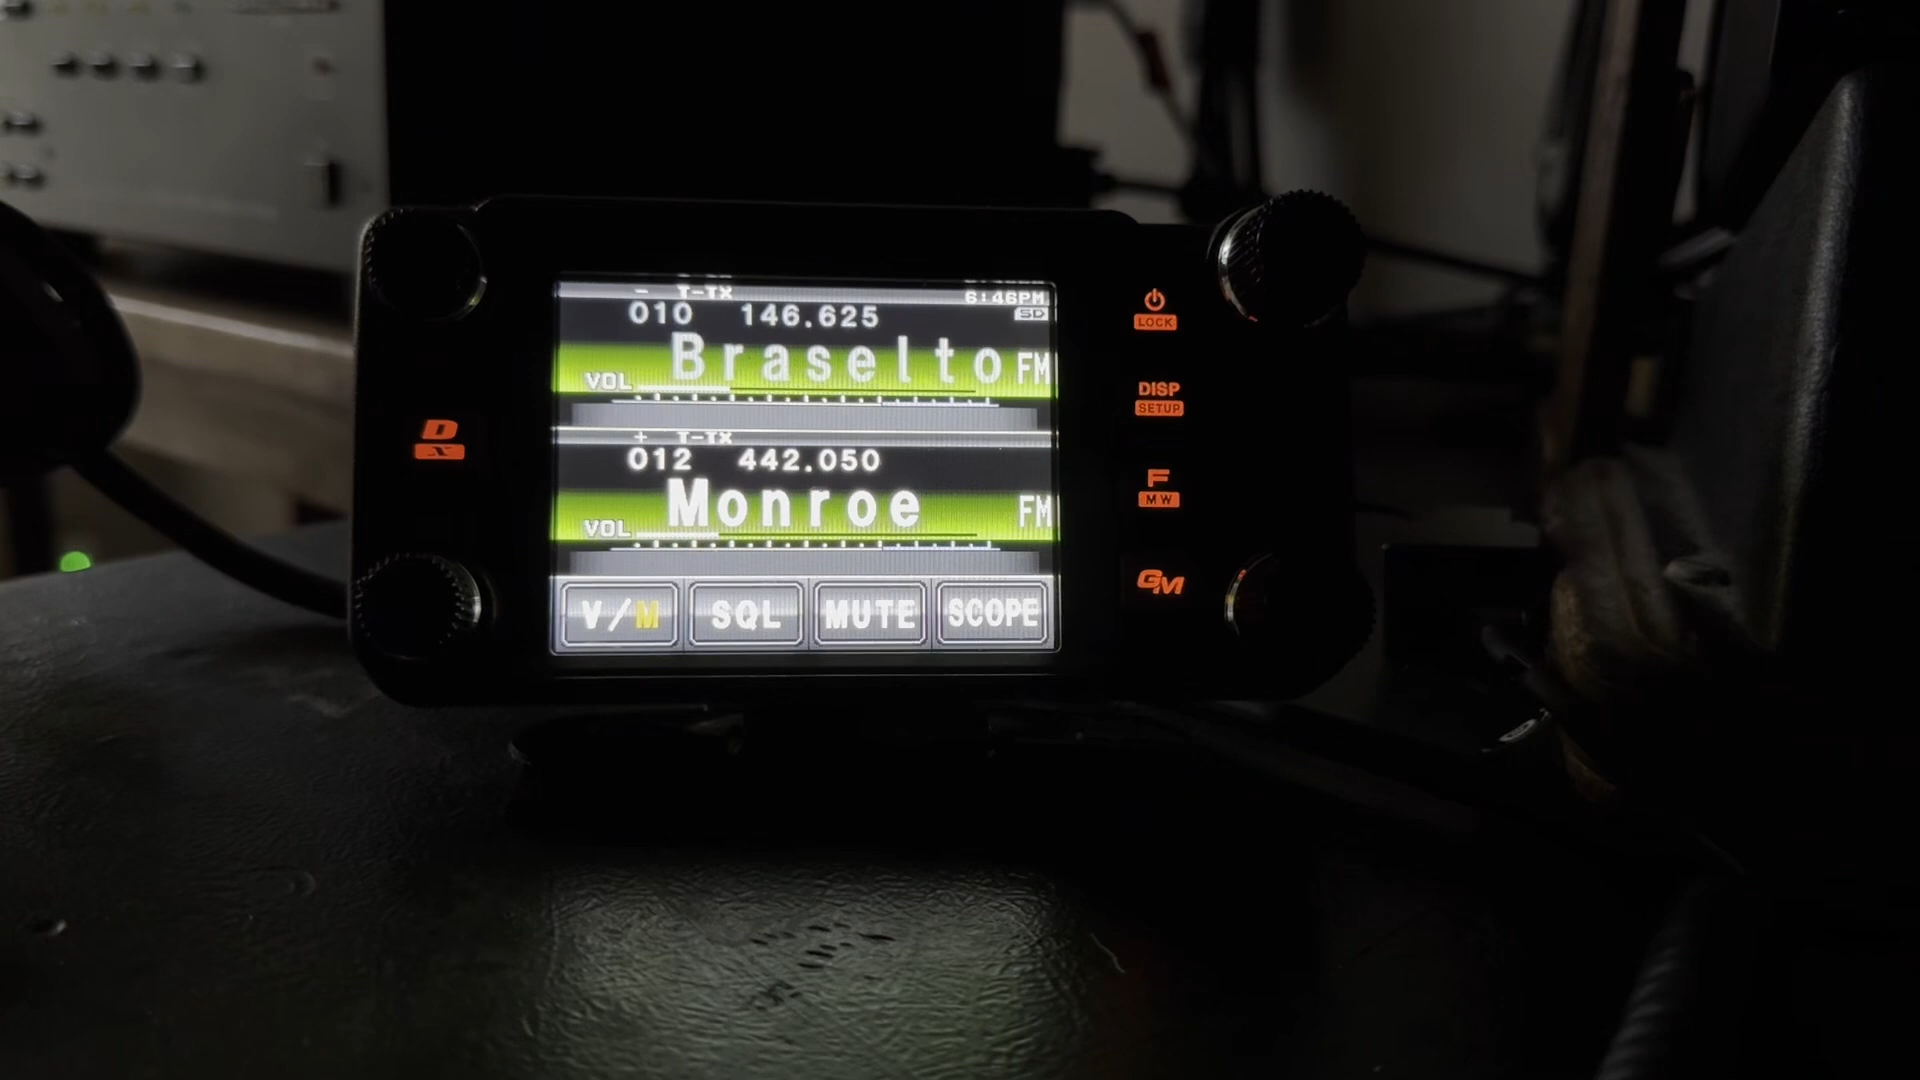 - T-TX 6:46PM
010 146.625 SD
Braselto FM
VOL
+ T-TX
012 442.050
Monroe FM
VOL
V/M SQL MUTE SCOPE
D
X
LOCK
DISP
SETUP
F
MW
GM